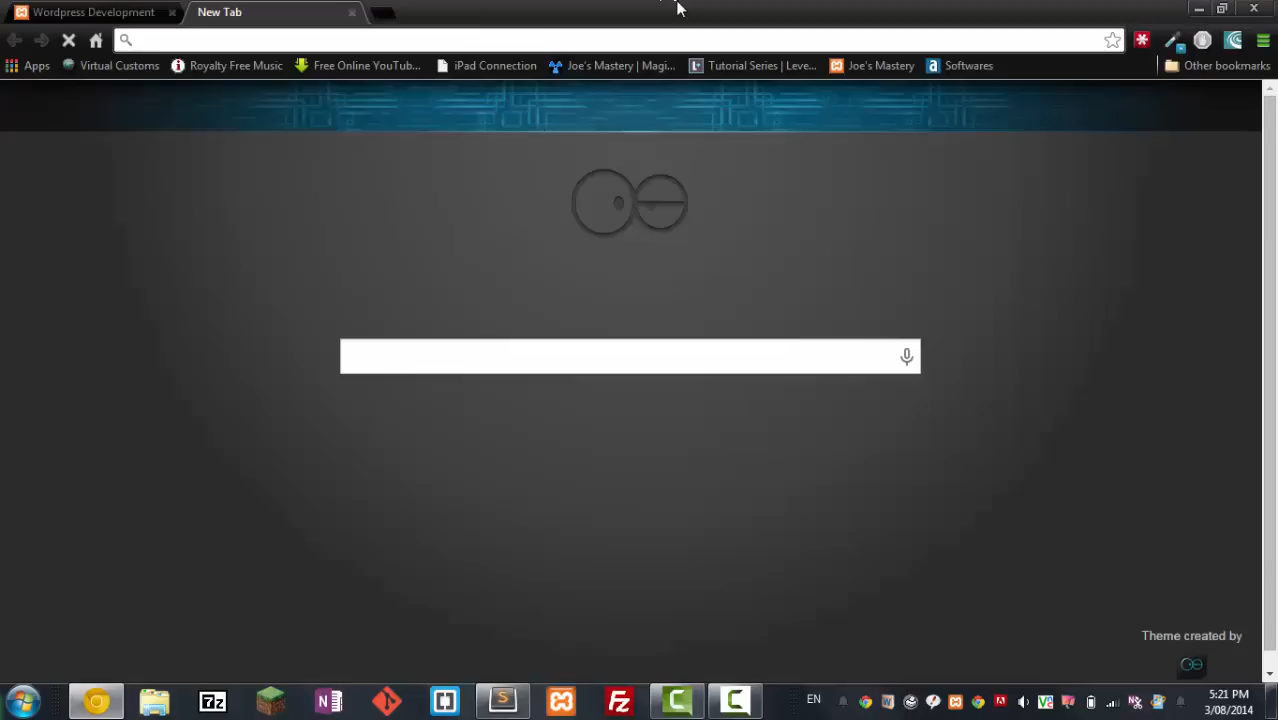 Wordpress Development
New Tab
Apps Virtual Customs Royalty Free Music Free Online YouTub... iPad Connection Joe's Mastery | Magi... Tutorial Series | Leve... Joe's Mastery Softwares Other bookmarks
Theme created by
EN 5:21 PM
3/08/2014